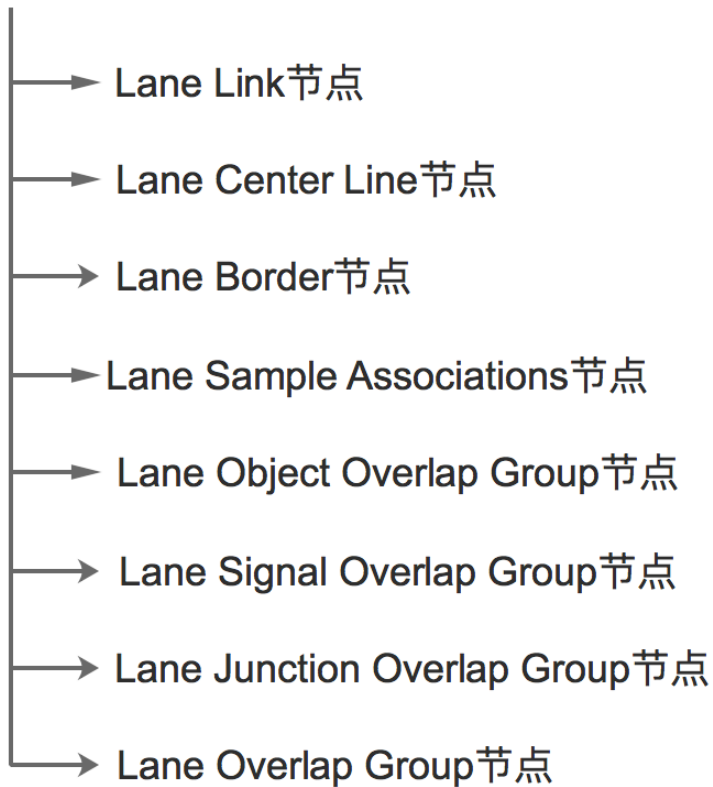 Lane Link节点
Lane Center Line节点
Lane Border节点
Lane Sample Associations节点
Lane Object Overlap Group节点
Lane Signal Overlap Group节点
Lane Junction Overlap Group节点
Lane Overlap Group节点